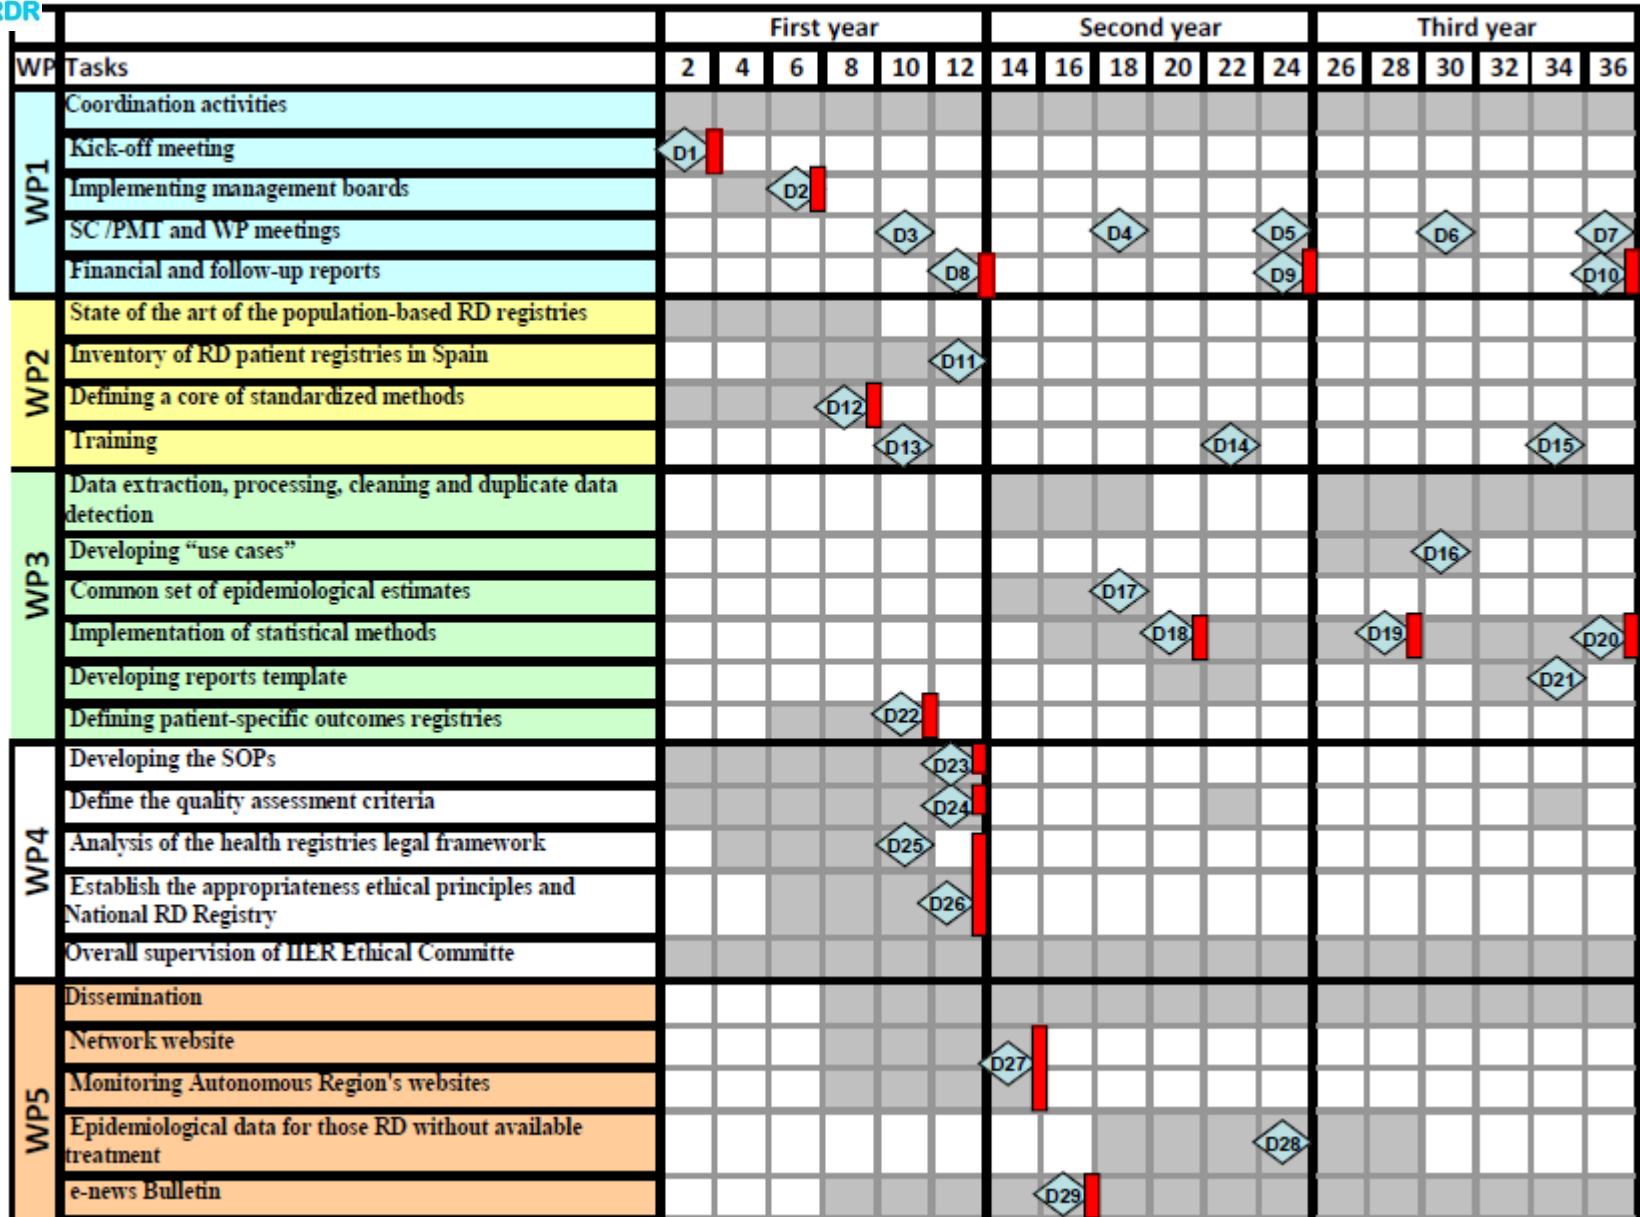 RDR
First year Second year Third year
WP Tasks 2 4 6 8 10 12 14 16 18 20 22 24 26 28 30 32 34 36
WP1
Coordination activities
Kick-off meeting D1
Implementing management boards D2
SC /PMT and WP meetings D3 D4 D5 D6 D7
Financial and follow-up reports D8 D9 D10
WP2
State of the art of the population-based RD registries
Inventory of RD patient registries in Spain D11
Defining a core of standardized methods D12
Training D13 D14 D15
WP3
Data extraction, processing, cleaning and duplicate data
detection
Developing “use cases” D16
Common set of epidemiological estimates D17
Implementation of statistical methods D18 D19 D20
Developing reports template D21
Defining patient-specific outcomes registries D22
WP4
Developing the SOPs D23
Define the quality assessment criteria D24
Analysis of the health registries legal framework D25
Establish the appropriateness ethical principles and
National RD Registry D26
Overall supervision of IIER Ethical Committe
WP5
Dissemination
Network website D27
Monitoring Autonomous Region's websites
Epidemiological data for those RD without available
treatment D28
e-news Bulletin D29